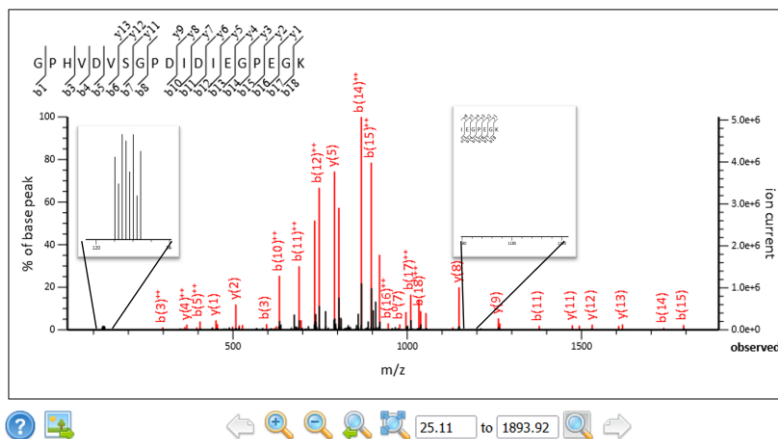 y13 y12 y11 y9 y8 y7 y6 y5 y4 y3 y2 y1
G P H V D V S G P D I D I E G P E G K
b1 b3 b4 b5 b6 b7 b8 b10 b11 b12 b13 b14 b15 b16 b17 b18
100
80
60
40
20
0
% of base peak
5.0e+6
4.0e+6
3.0e+6
2.0e+6
1.0e+6
0.0e+0
ion current
120
I E G P E G K
b(3)++
y(4)++
b(5)++
y(1)
y(2)
b(3)
b(10)++
b(11)++
b(12)++
y(5)
b(14)++
b(15)++
b(16)++
b(7)
b(17)++
b(18)++
y(8)
y(9)
b(11)
y(11)
y(12)
y(13)
b(14)
b(15)
500 1000 1500 observed
m/z
25.11 to 1893.92